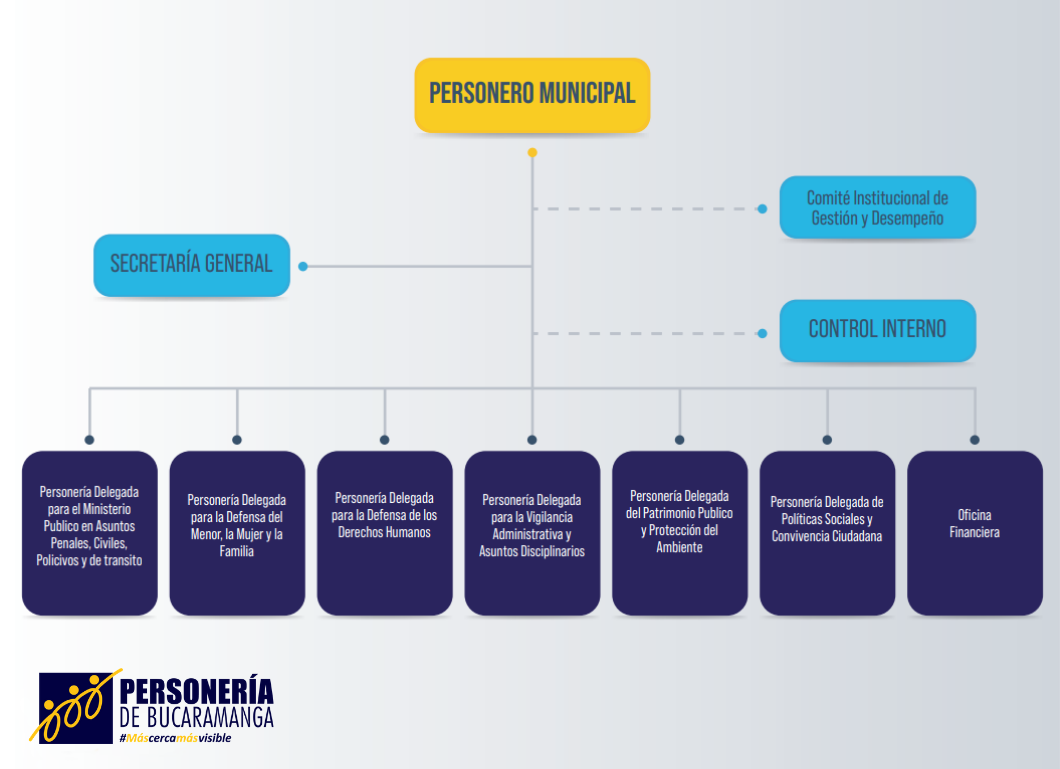 PERSONERO MUNICIPAL
Comité Institucional de
Gestión y Desempeño
SECRETARÍA GENERAL
CONTROL INTERNO
Personería Delegada
para el Ministerio
Publico en Asuntos
Penales, Civiles,
Policivos y de transito
Personería Delegada
para la Defensa del
Menor, la Mujer y la
Familia
Personería Delegada
para la Defensa de los
Derechos Humanos
Personería Delegada
para la Vigilancia
Administrativa y
Asuntos Disciplinarios
Personería Delegada
del Patrimonio Publico
y Protección del
Ambiente
Personería Delegada de
Políticas Sociales y
Convivencia Ciudadana
Oficina
Financiera
PERSONERÍA
DE BUCARAMANGA
#Máscercamásvisible